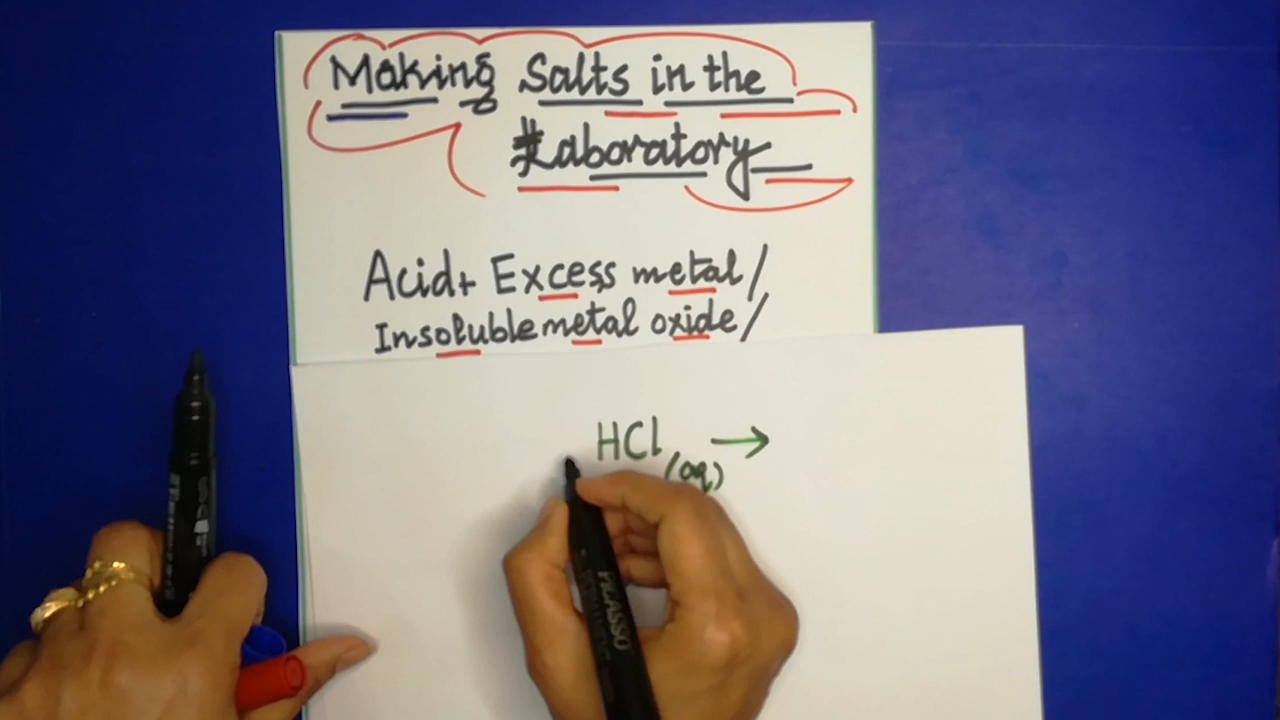 Making Salts in the
Laboratory
Acid+ Excess metal/
Insoluble metal oxide/
HCl(aq) →
PICASSO